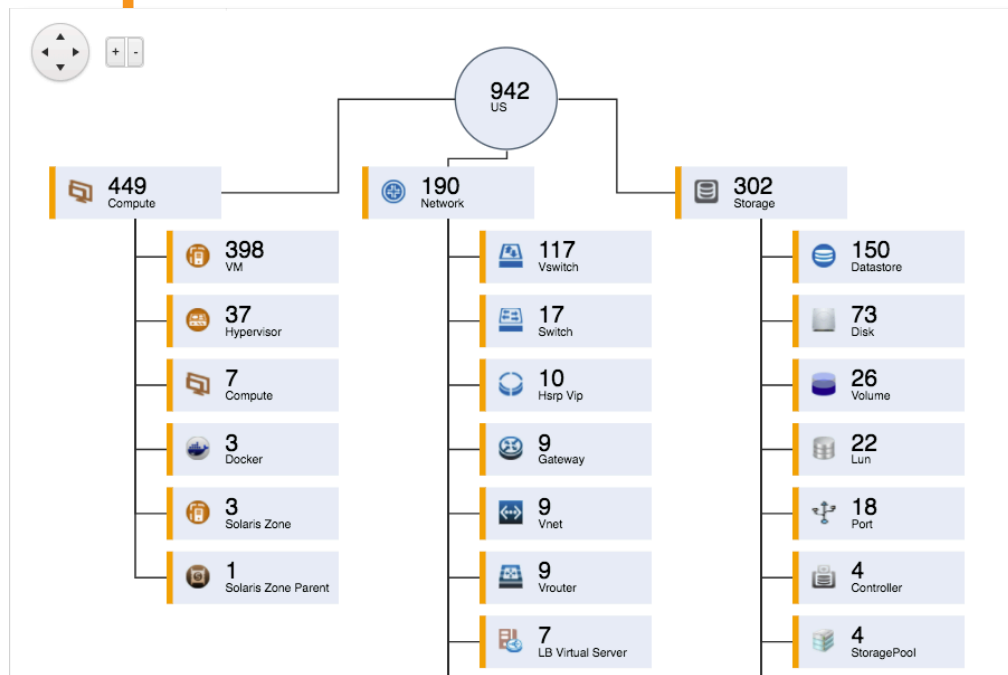 + -
942
US
449
Compute
190
Network
302
Storage
398
VM
37
Hypervisor
7
Compute
3
Docker
3
Solaris Zone
1
Solaris Zone Parent
117
Vswitch
17
Switch
10
Hsrp Vip
9
Gateway
9
Vnet
9
Vrouter
7
LB Virtual Server
150
Datastore
73
Disk
26
Volume
22
Lun
18
Port
4
Controller
4
StoragePool